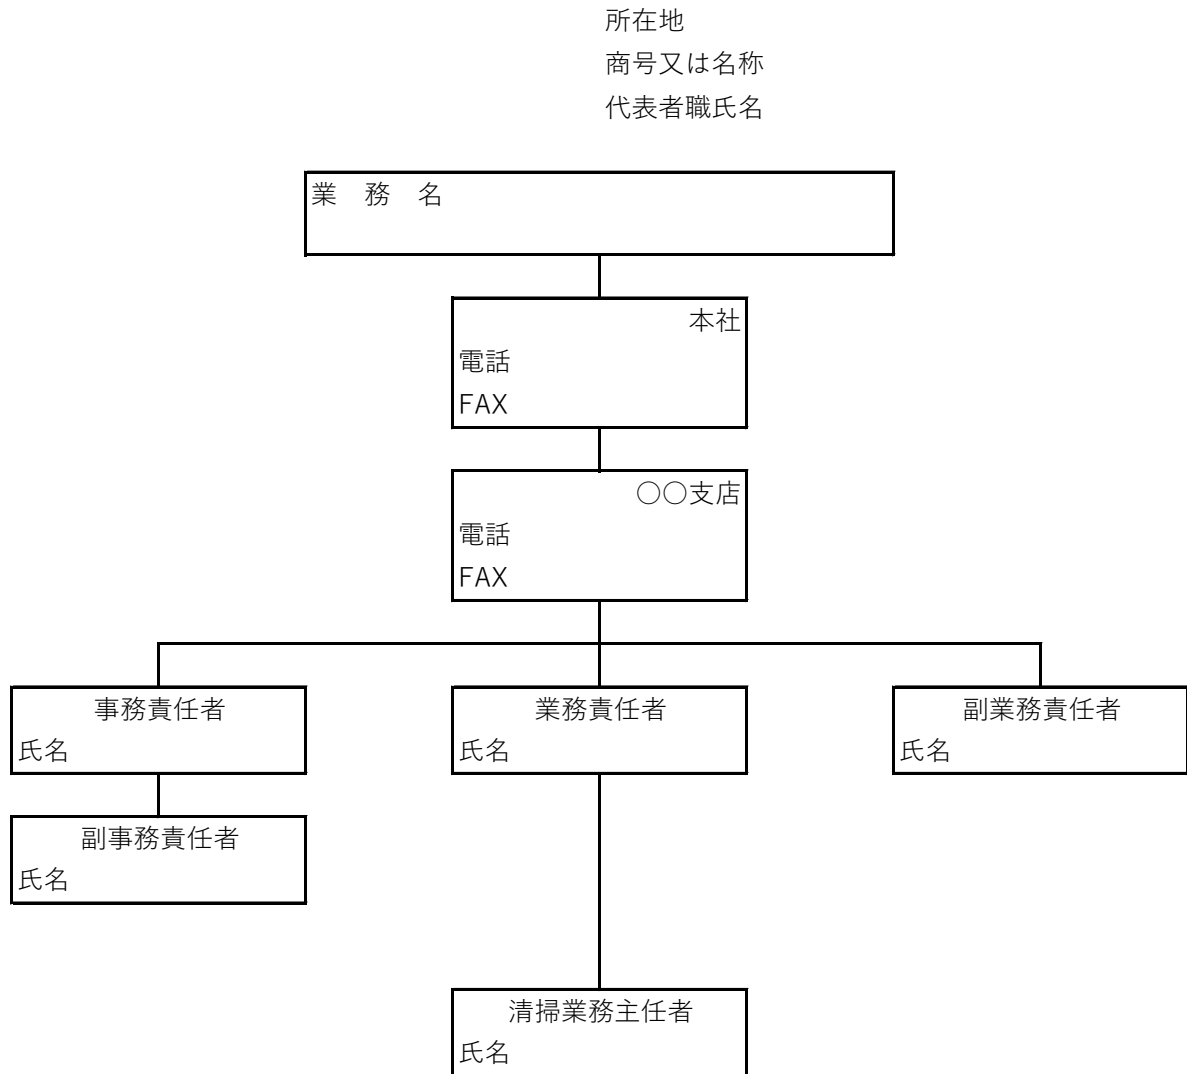 所在地
商号又は名称
代表者職氏名
業　務　名
本社
電話
FAX
○○支店
電話
FAX
事務責任者
氏名
業務責任者
氏名
副業務責任者
氏名
副事務責任者
氏名
清掃業務主任者
氏名